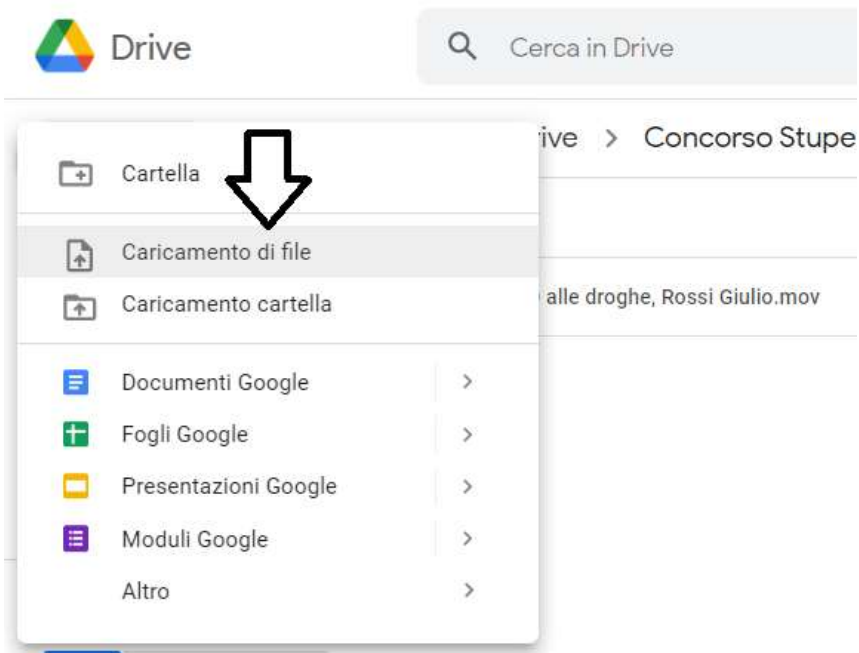 Drive
Cerca in Drive
ive > Concorso Stupe
Cartella
Caricamento di file
alle droghe, Rossi Giulio.mov
Caricamento cartella
Documenti Google
Fogli Google
Presentazioni Google
Moduli Google
Altro